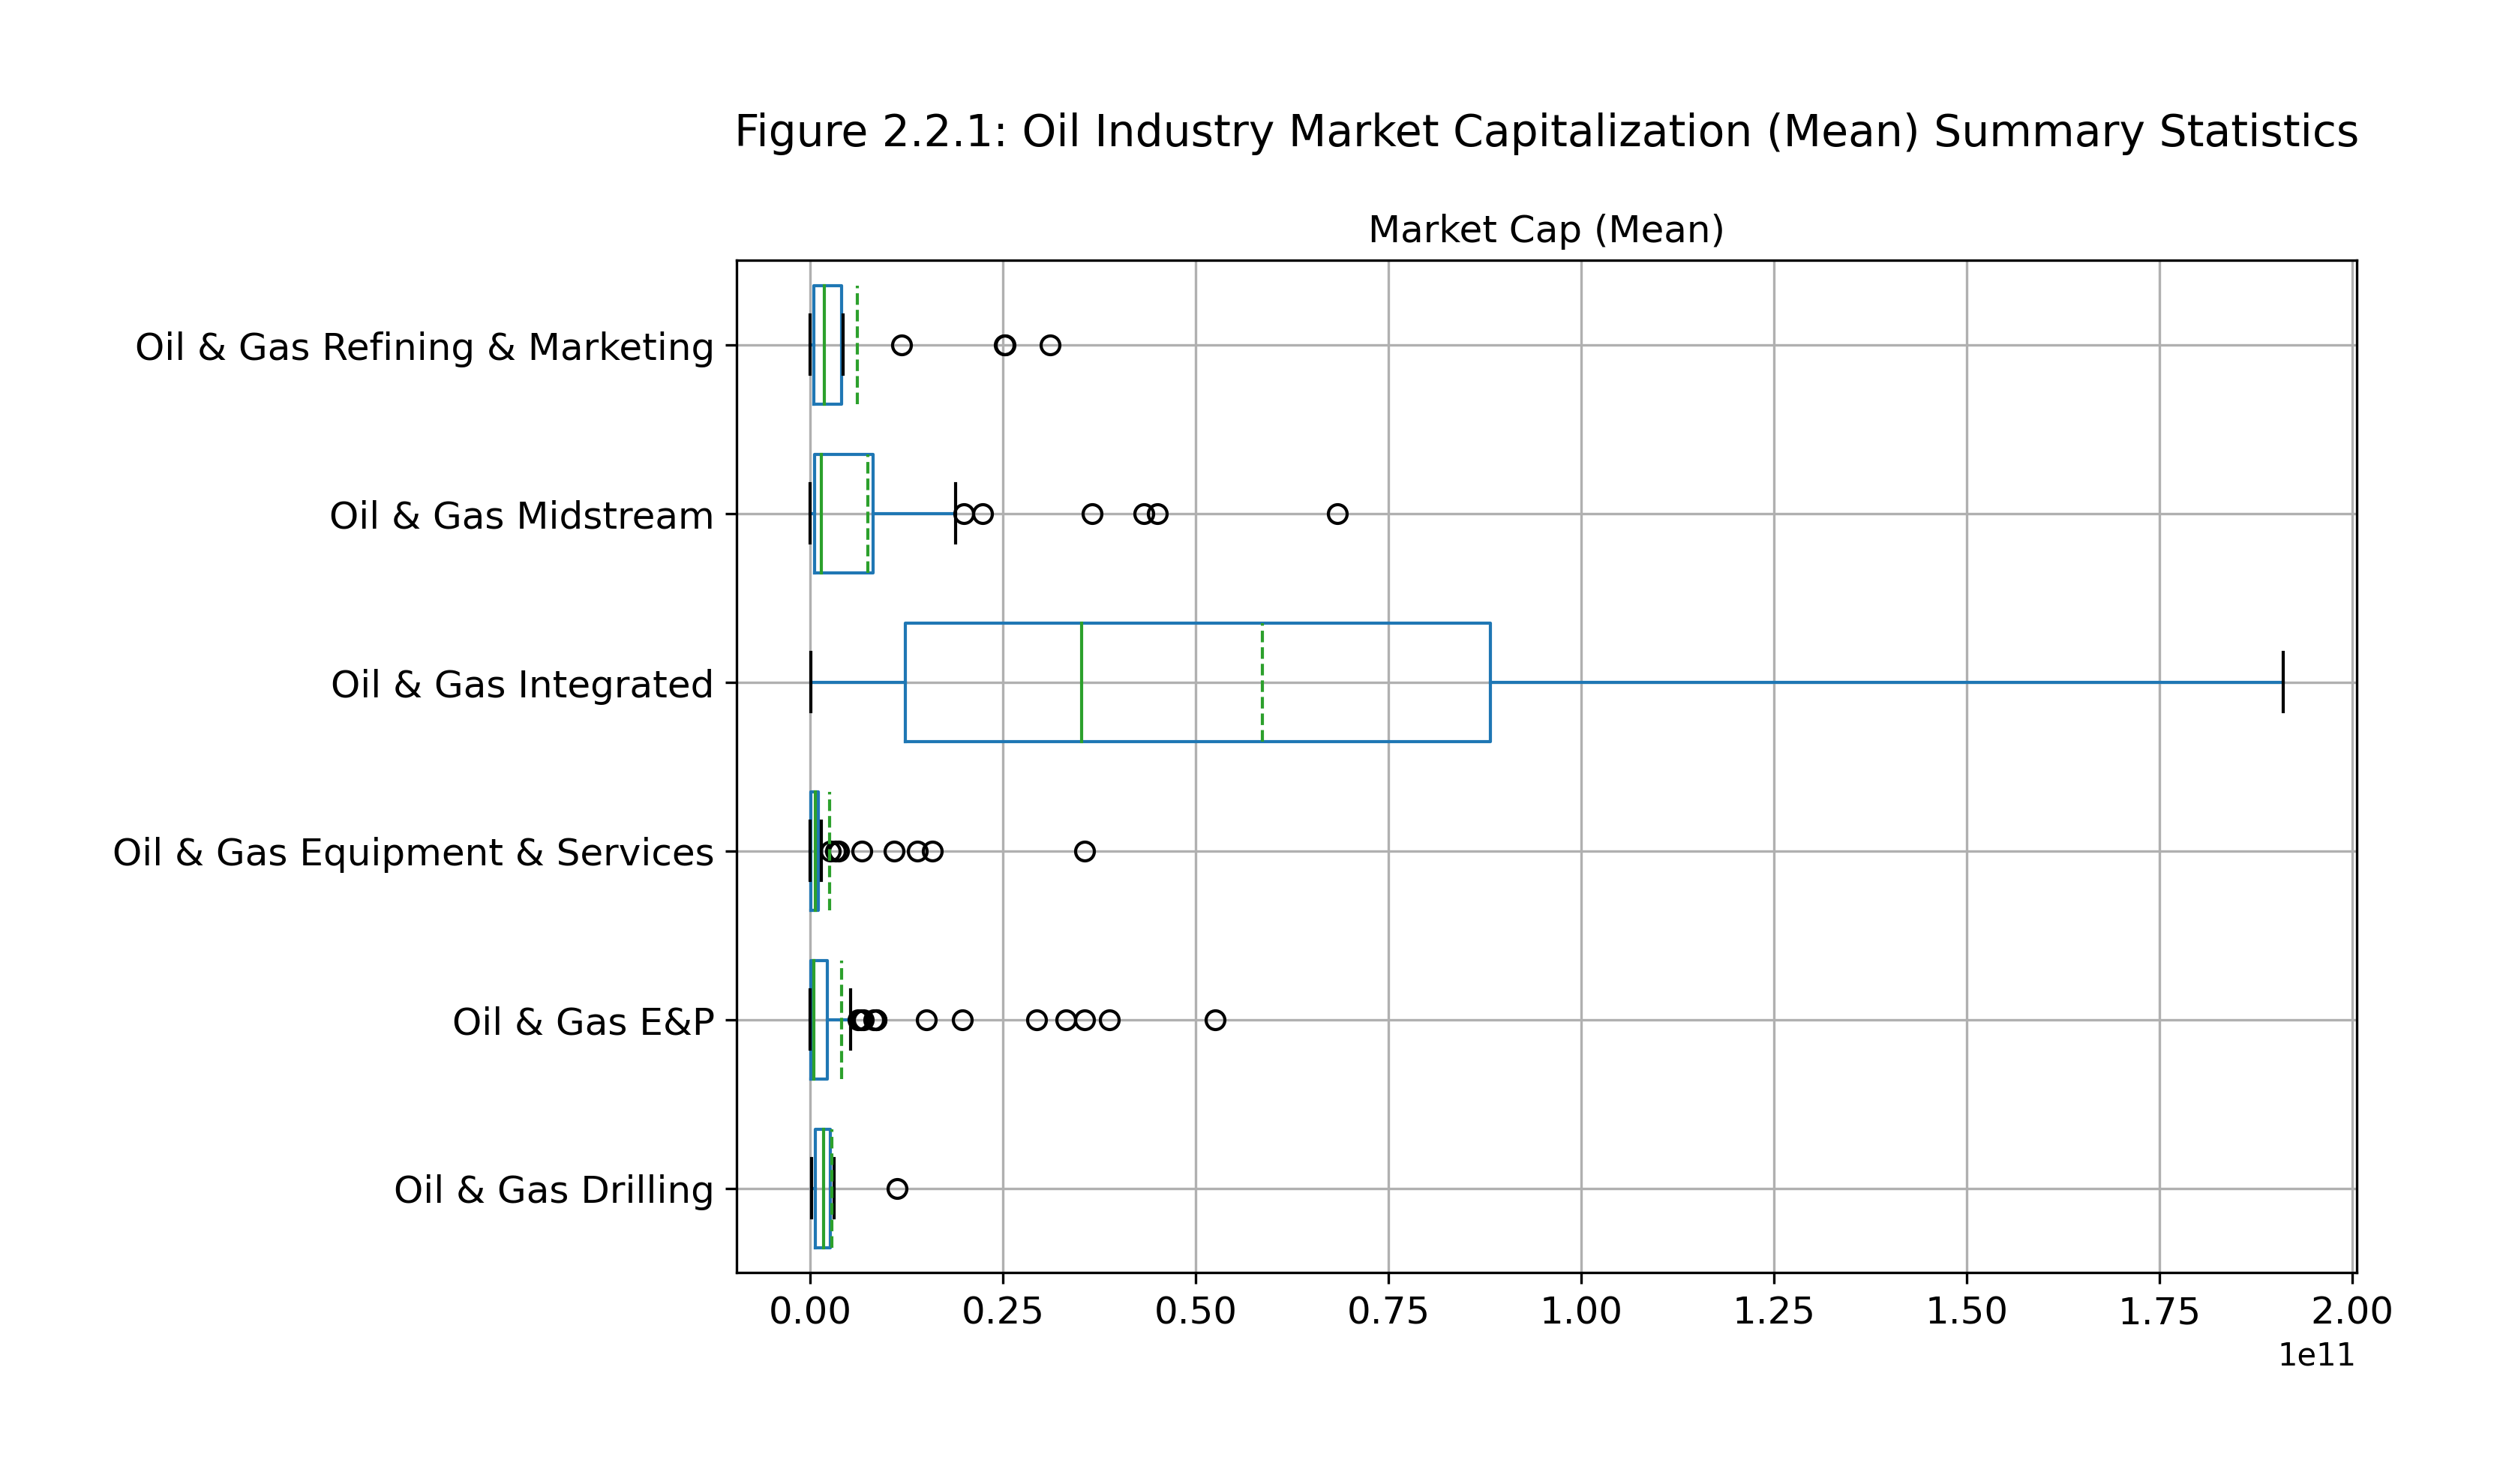 Figure 2.2.1: Oil Industry Market Capitalization (Mean) Summary Statistics
Market Cap (Mean)
Oil & Gas Refining & Marketing
Oil & Gas Midstream
Oil & Gas Integrated
Oil & Gas Equipment & Services
Oil & Gas E&P
Oil & Gas Drilling
0.00 0.25 0.50 0.75 1.00 1.25 1.50 1.75 2.00
1e11